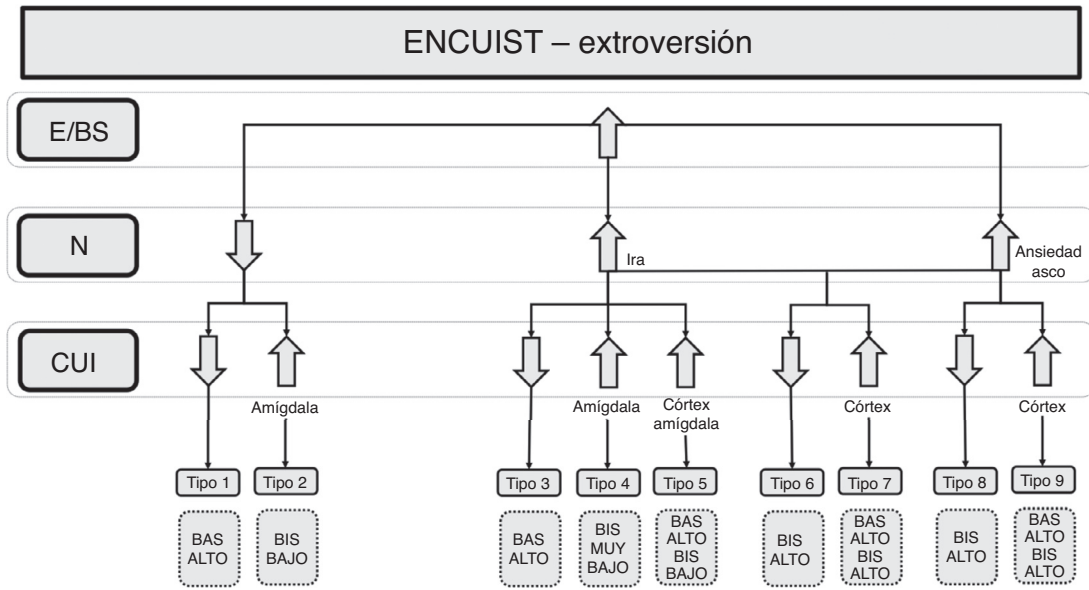 ENCUIST – extroversión
E/BS
N
Ira
Ansiedad
asco
CUI
Amígdala
Amígdala
Córtex
amígdala
Córtex
Córtex
Tipo 1
Tipo 2
Tipo 3
Tipo 4
Tipo 5
Tipo 6
Tipo 7
Tipo 8
Tipo 9
BAS
ALTO
BIS
BAJO
BAS
ALTO
BIS
MUY
BAJO
BAS
ALTO
BIS
BAJO
BIS
ALTO
BAS
ALTO
BIS
ALTO
BIS
ALTO
BAS
ALTO
BIS
ALTO